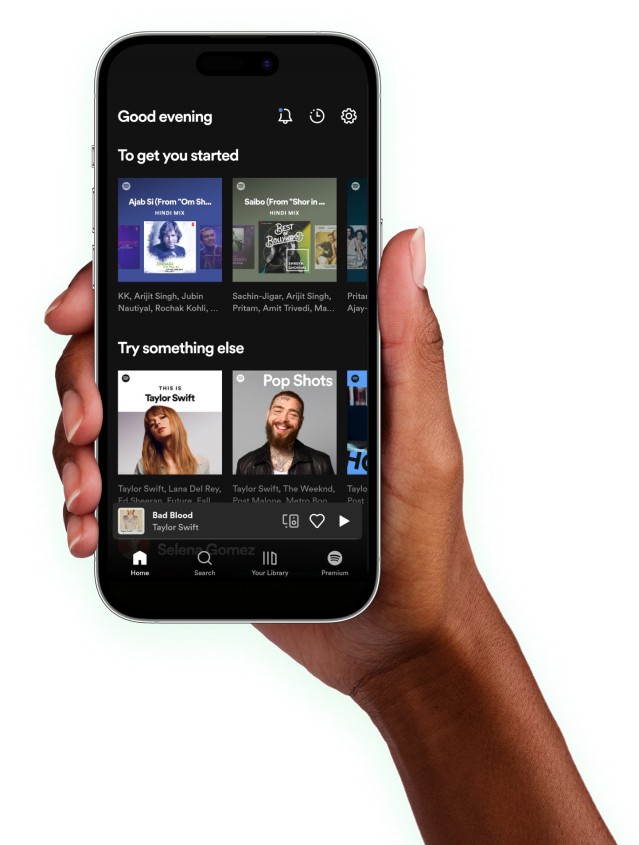 Good evening
To get you started
Ajab Si (From "Om Sh...
HINDI MIX
Saibo (From "Shor in ...
HINDI MIX
BEST
OF
BOLLYWOOD
SHREYA
GHOSHAL
KK, Arijit Singh, Jubin
Nautiyal, Rochak Kohli, ...
Sachin-Jigar, Arijit Singh,
Pritam, Amit Trivedi, Ma...
Ajay-
Try something else
THIS IS
Taylor Swift
Pop Shots
Taylor Swift, Lana Del Rey,
Ed Sheeran, Future, Fall
Taylor Swift, The Weeknd,
Post Malone, Metro Boo
Taylo
Post
Bad Blood
Taylor Swift
Selena Gomez
Home
Search
Your Library
Premium